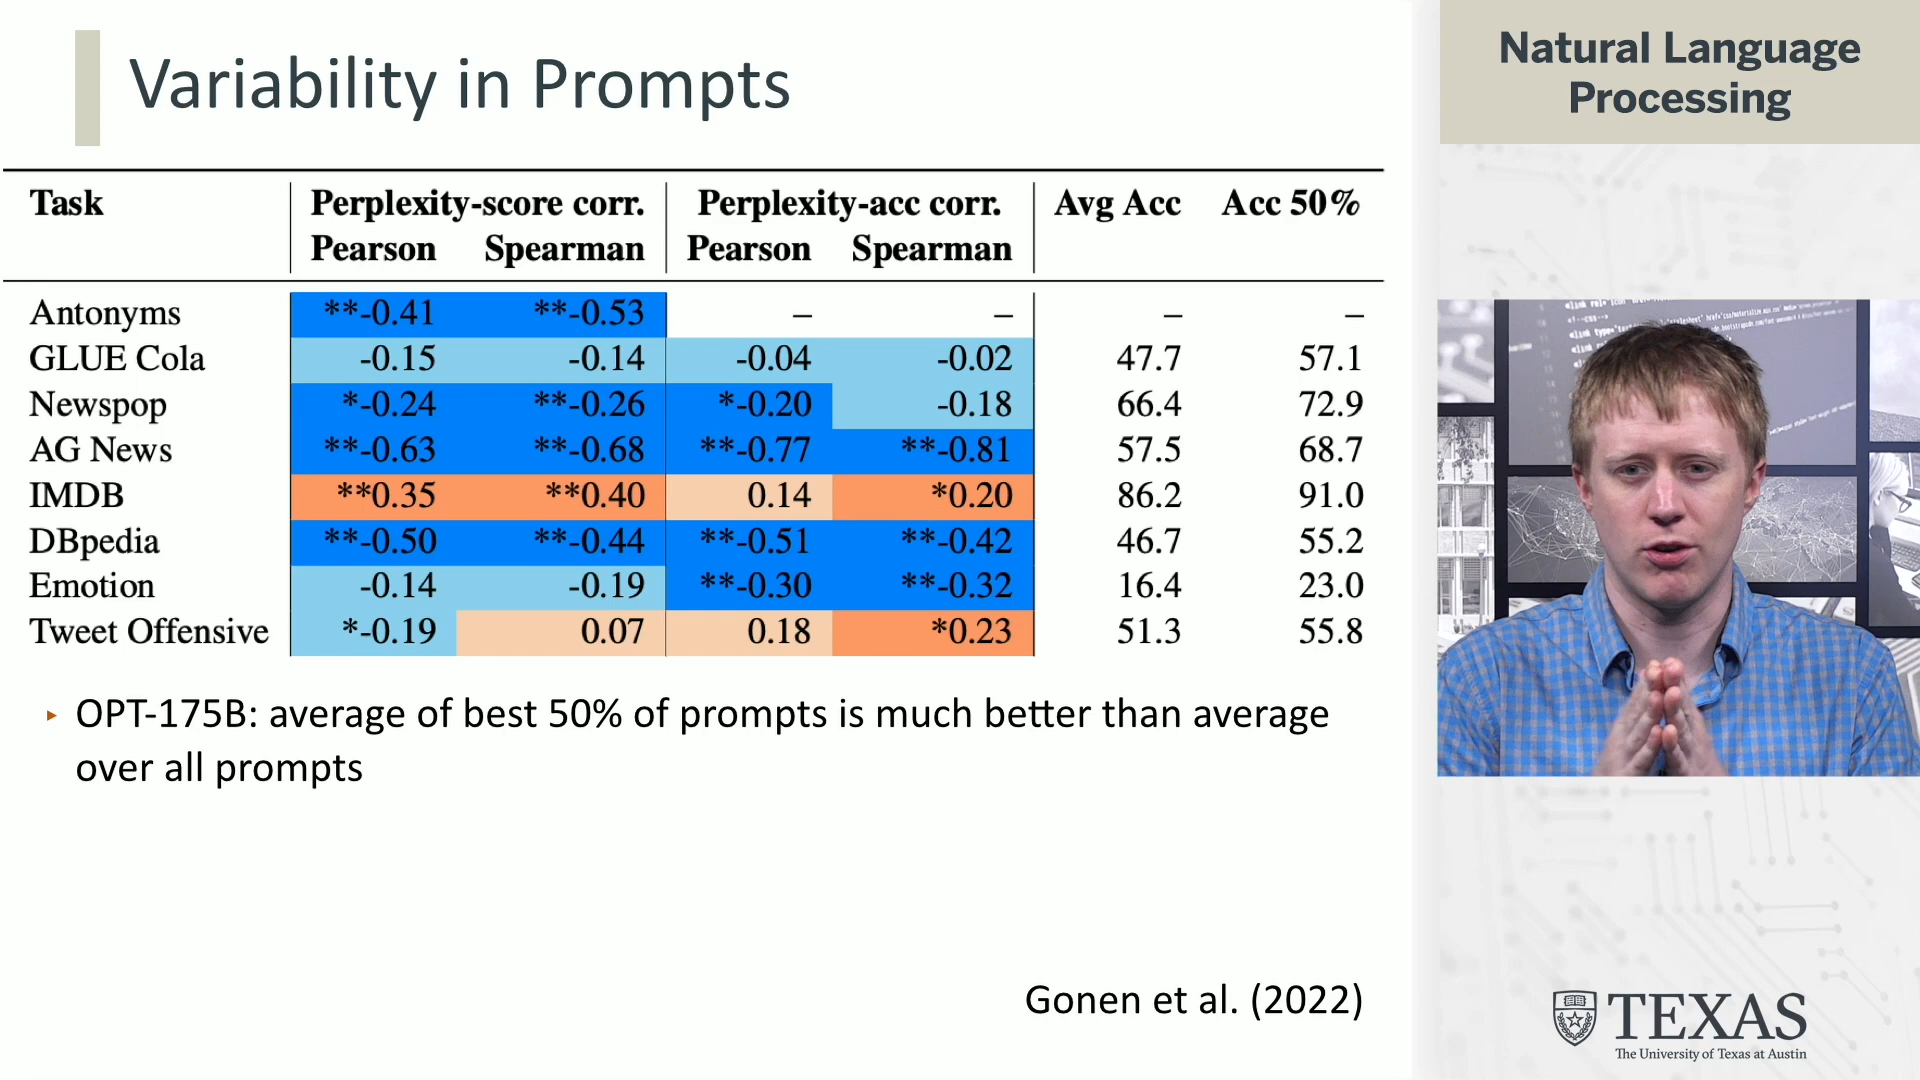 Variability in Prompts
Natural Language
Processing
Task Perplexity-score corr. Perplexity-acc corr. Avg Acc Acc 50%
Pearson Spearman Pearson Spearman
Antonyms **-0.41 **-0.53 – – – –
GLUE Cola -0.15 -0.14 -0.04 -0.02 47.7 57.1
Newspop *-0.24 **-0.26 *-0.20 -0.18 66.4 72.9
AG News **-0.63 **-0.68 **-0.77 **-0.81 57.5 68.7
IMDB **0.35 **0.40 0.14 *0.20 86.2 91.0
DBpedia **-0.50 **-0.44 **-0.51 **-0.42 46.7 55.2
Emotion -0.14 -0.19 **-0.30 **-0.32 16.4 23.0
Tweet Offensive *-0.19 0.07 0.18 *0.23 51.3 55.8
▸ OPT-175B: average of best 50% of prompts is much better than average
over all prompts
Gonen et al. (2022)
TEXAS
The University of Texas at Austin